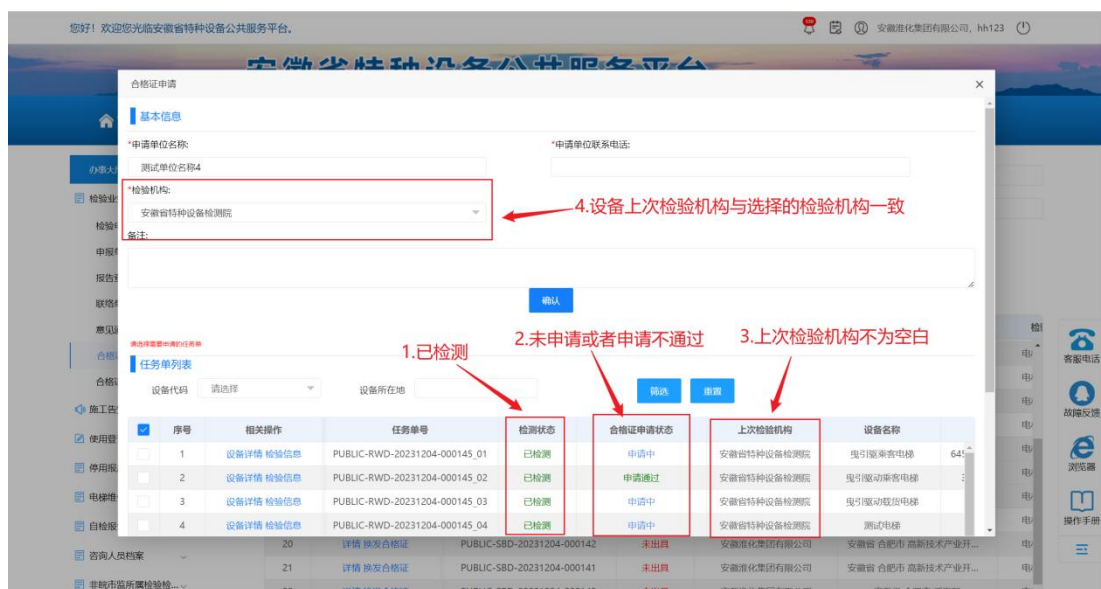 您好！欢迎您光临安徽省特种设备公共服务平台。
安徽淮化集团有限公司，hh123
安徽省特种设备公共服务平台
合格证申请
基本信息
*申请单位名称:
*申请单位联系电话:
测试单位名称4
*检验机构:
安徽省特种设备检测院
4.设备上次检验机构与选择的检验机构一致
备注:
确认
请选择需要申请的任务单
1.已检测
2.未申请或者申请不通过
3.上次检验机构不为空白
任务单列表
设备代码 请选择 设备所在地 筛选 重置
序号 相关操作 任务单号 检测状态 合格证申请状态 上次检验机构 设备名称
1 设备详情 检验信息 PUBLIC-RWD-20231204-000145_01 已检测 申请中 安徽省特种设备检测院 曳引驱乘客电梯
2 设备详情 检验信息 PUBLIC-RWD-20231204-000145_02 已检测 申请通过 安徽省特种设备检测院 曳引驱动乘客电梯
3 设备详情 检验信息 PUBLIC-RWD-20231204-000145_03 已检测 申请中 安徽省特种设备检测院 曳引驱动载货电梯
4 设备详情 检验信息 PUBLIC-RWD-20231204-000145_04 已检测 申请中 安徽省特种设备检测院 测试电梯
20 详情 换发合格证 PUBLIC-SBD-20231204-000142 未出具 安徽淮化集团有限公司 安徽省 合肥市 高新技术产业开...
21 详情 换发合格证 PUBLIC-SBD-20231204-000141 未出具 安徽淮化集团有限公司 安徽省 合肥市 高新技术产业开...
办事大
检验业
检验
申报
报告
联络
意见
合格
合格
施工告
使用登
停用报
电梯维
自检报
咨询人员档案
非皖市监所属检验检...
客服电话
故障反馈
浏览器
操作手册